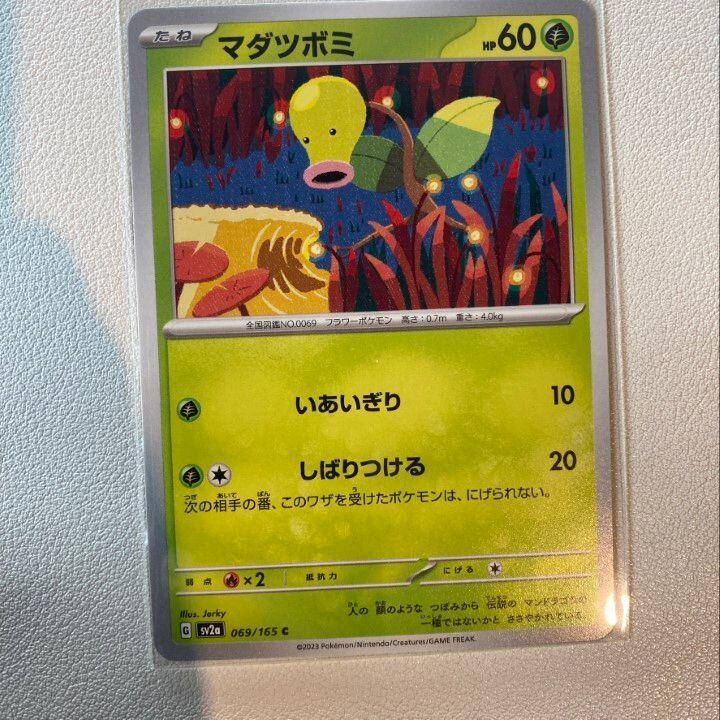 たね マダツボミ HP60
全国図鑑NO.0069 フラワーポケモン 高さ:0.7m 重さ:4.0kg
いあいぎり 10
しばりつける 20
次の相手の番、このワザを受けたポケモンは、にげられない。
弱点 ×2 抵抗力 にげる
Illus. Jerky
人の 顔のような つぼみから 伝説の マンドラゴラの
一種ではないかと ささやかれている。
G sv2a 069/165 C
©2023 Pokémon/Nintendo/Creatures/GAME FREAK.